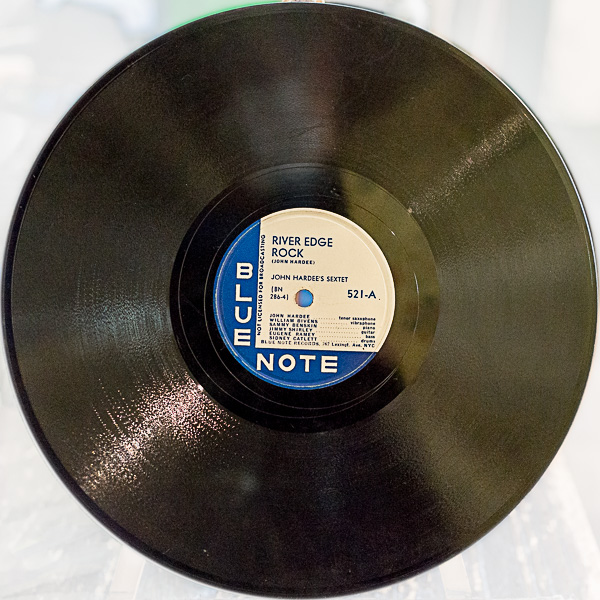 RIVER EDGE
ROCK
(JOHN HARDEE)
JOHN HARDEE'S SEXTET
(BN
286-4)
521-A
JOHN HARDEE tenor saxophone
WILLIAM BIVENS vibraphone
SAMMY BENSKIN piano
JIMMY SHIRLEY guitar
EUGENE RAMEY bass
SIDNEY CATLETT drums
BLUE NOTE RECORDS, 767 Lexingt. Ave. NYC
NOT LICENSED FOR BROADCASTING
BLUE
NOTE